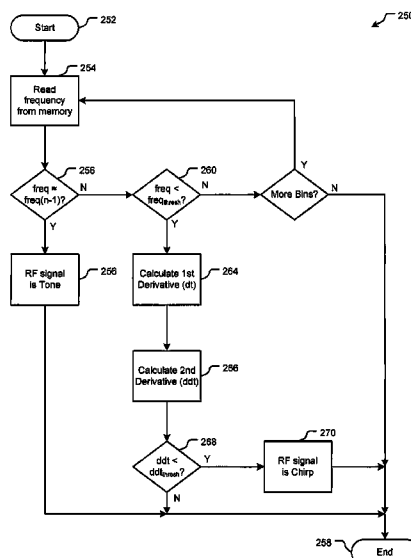 Start
252
250
254
Read
frequency
from memory
256
freq ≈
freq(n-1)?
N
260
freq <
freqthresh?
N
More Bins?
Y
N
Y
Y
RF signal
is Tone
256
Calculate 1st
Derivative (dt)
264
Calculate 2nd
Derivative (ddt)
266
268
ddt <
ddtthresh?
Y
N
270
RF signal
is Chirp
258
End